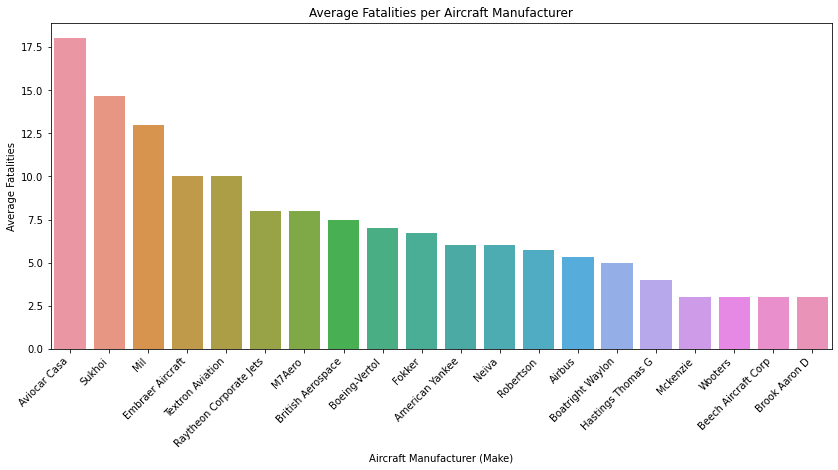 Average Fatalities per Aircraft Manufacturer
Average Fatalities
17.5
15.0
12.5
10.0
7.5
5.0
2.5
0.0
Aviocar Casa
Sukhoi
Mil
Embraer Aircraft
Textron Aviation
Raytheon Corporate Jets
M7Aero
British Aerospace
Boeing-Vertol
Fokker
American Yankee
Neiva
Robertson
Airbus
Boatright Waylon
Hastings Thomas G
Mckenzie
Wooters
Beech Aircraft Corp
Brook Aaron D
Aircraft Manufacturer (Make)